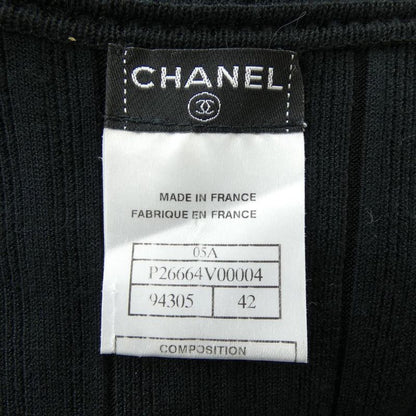 CHANEL
MADE IN FRANCE
FABRIQUE EN FRANCE
05A
P26664V00004
94305 42
COMPOSITION